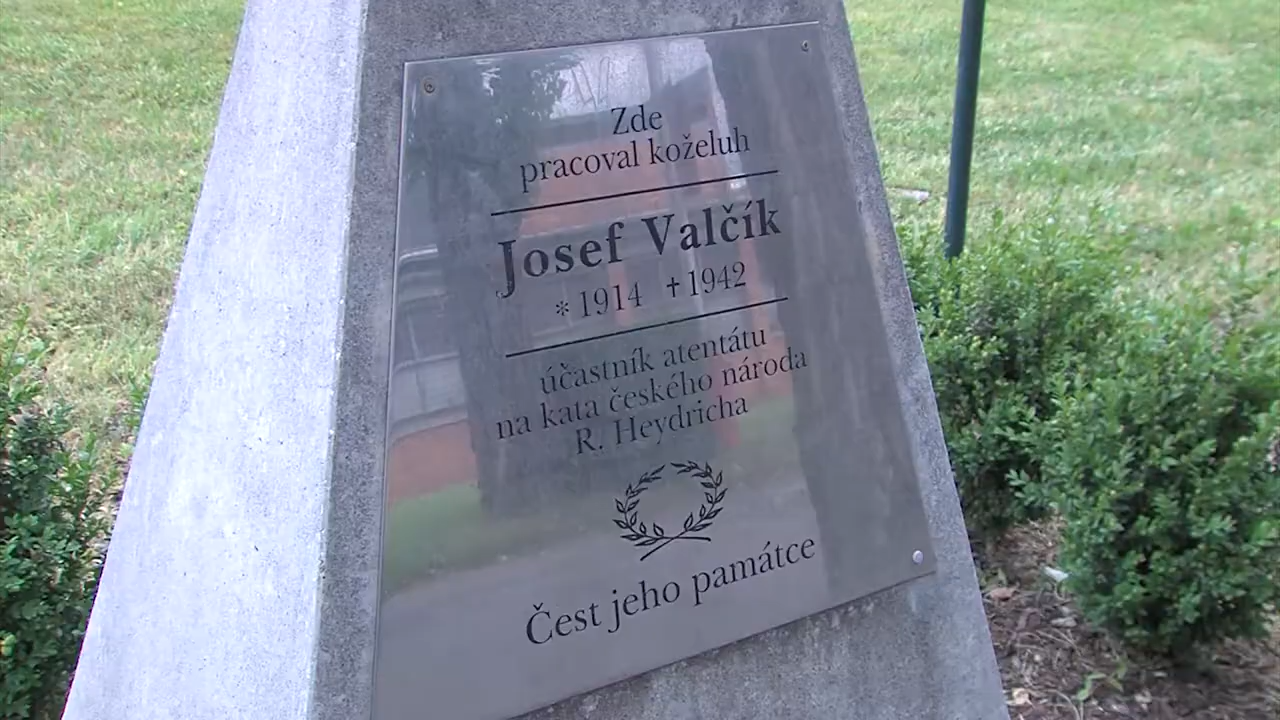 Zde
pracoval koželuh
Josef Valčík
* 1914 †1942
účastník atentátu
na kata českého národa
R. Heydricha
Čest jeho památce